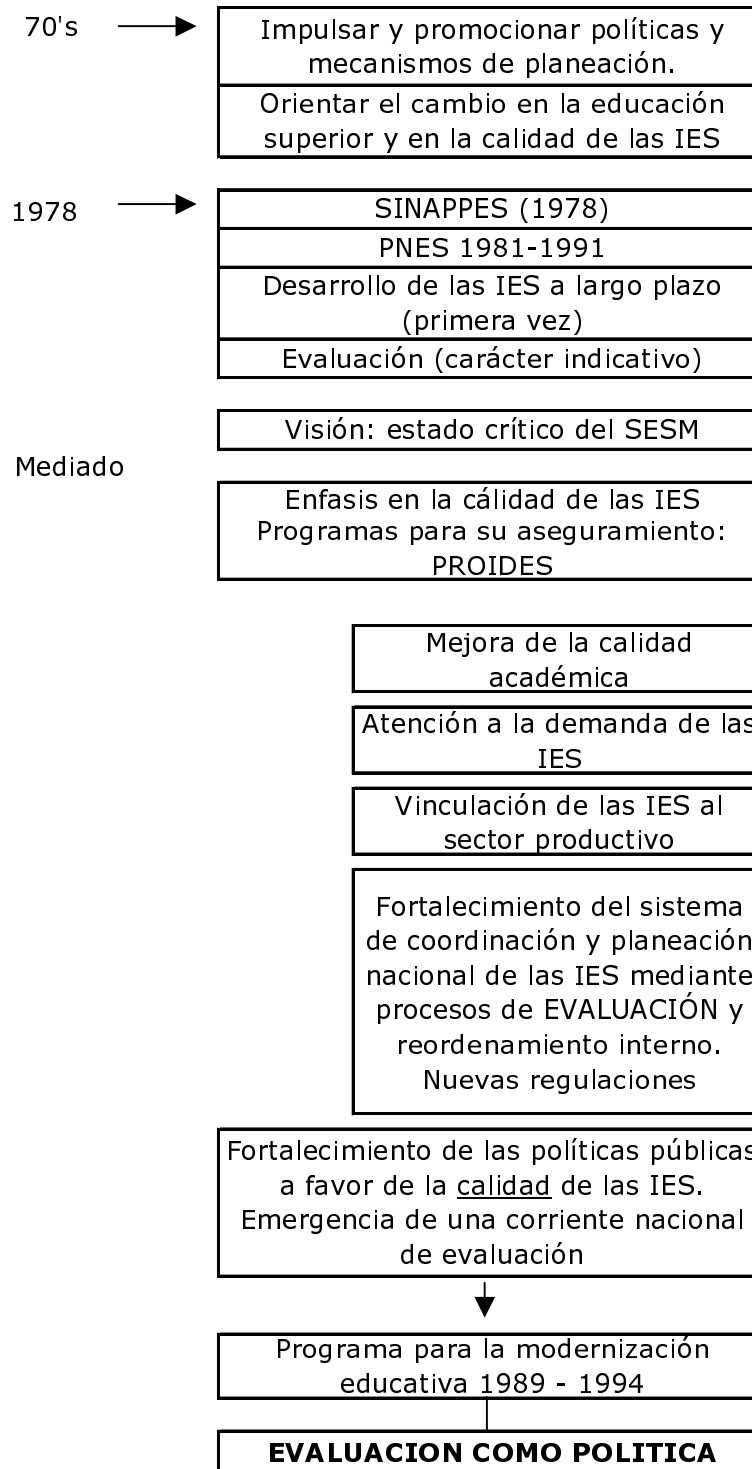 70's
Impulsar y promocionar políticas y
mecanismos de planeación.
Orientar el cambio en la educación
superior y en la calidad de las IES
1978
SINAPPES (1978)
PNES 1981-1991
Desarrollo de las IES a largo plazo
(primera vez)
Evaluación (carácter indicativo)
Visión: estado crítico del SESM
Mediado
Enfasis en la cálidad de las IES
Programas para su aseguramiento:
PROIDES
Mejora de la calidad
académica
Atención a la demanda de las
IES
Vinculación de las IES al
sector productivo
Fortalecimiento del sistema
de coordinación y planeación
nacional de las IES mediante
procesos de EVALUACIÓN y
reordenamiento interno.
Nuevas regulaciones
Fortalecimiento de las políticas públicas
a favor de la calidad de las IES.
Emergencia de una corriente nacional
de evaluación
Programa para la modernización
educativa 1989 - 1994
EVALUACION COMO POLITICA